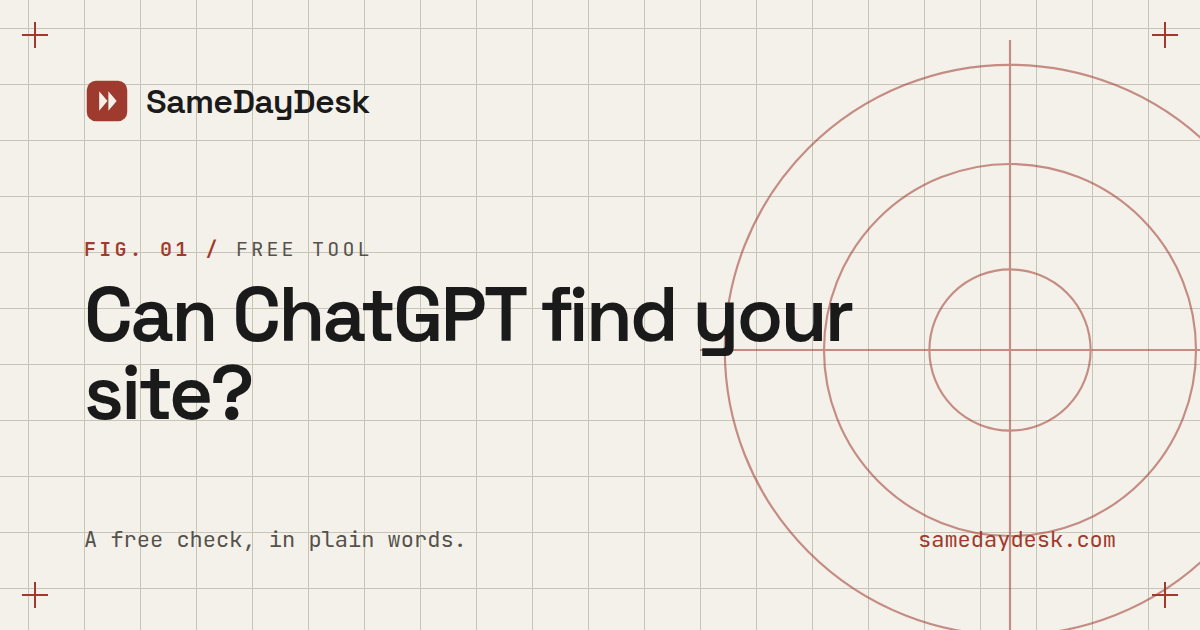 SameDayDesk
FIG. 01 / FREE TOOL
Can ChatGPT find your
site?
A free check, in plain words.
samedaydesk.com